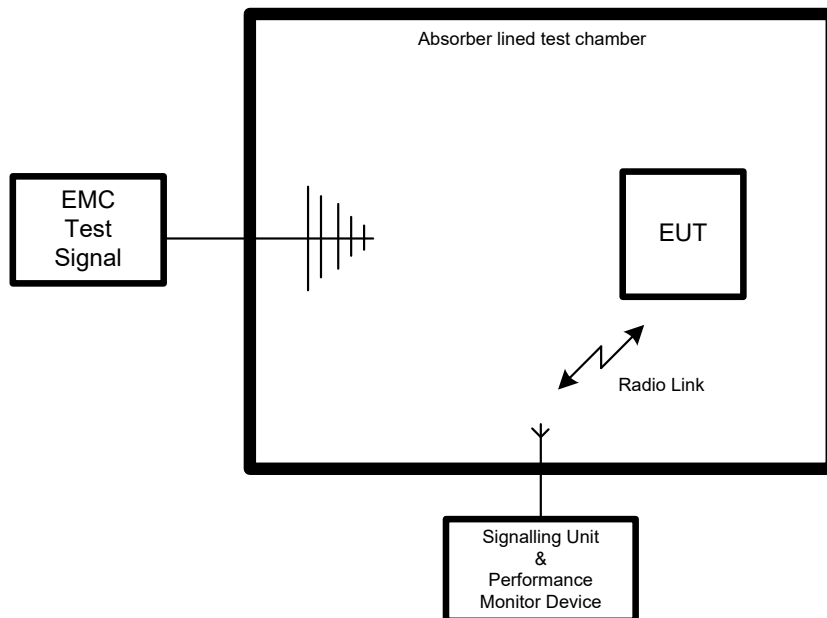 Absorber lined test chamber
EMC
Test
Signal
EUT
Radio Link
Signalling Unit
&
Performance
Monitor Device